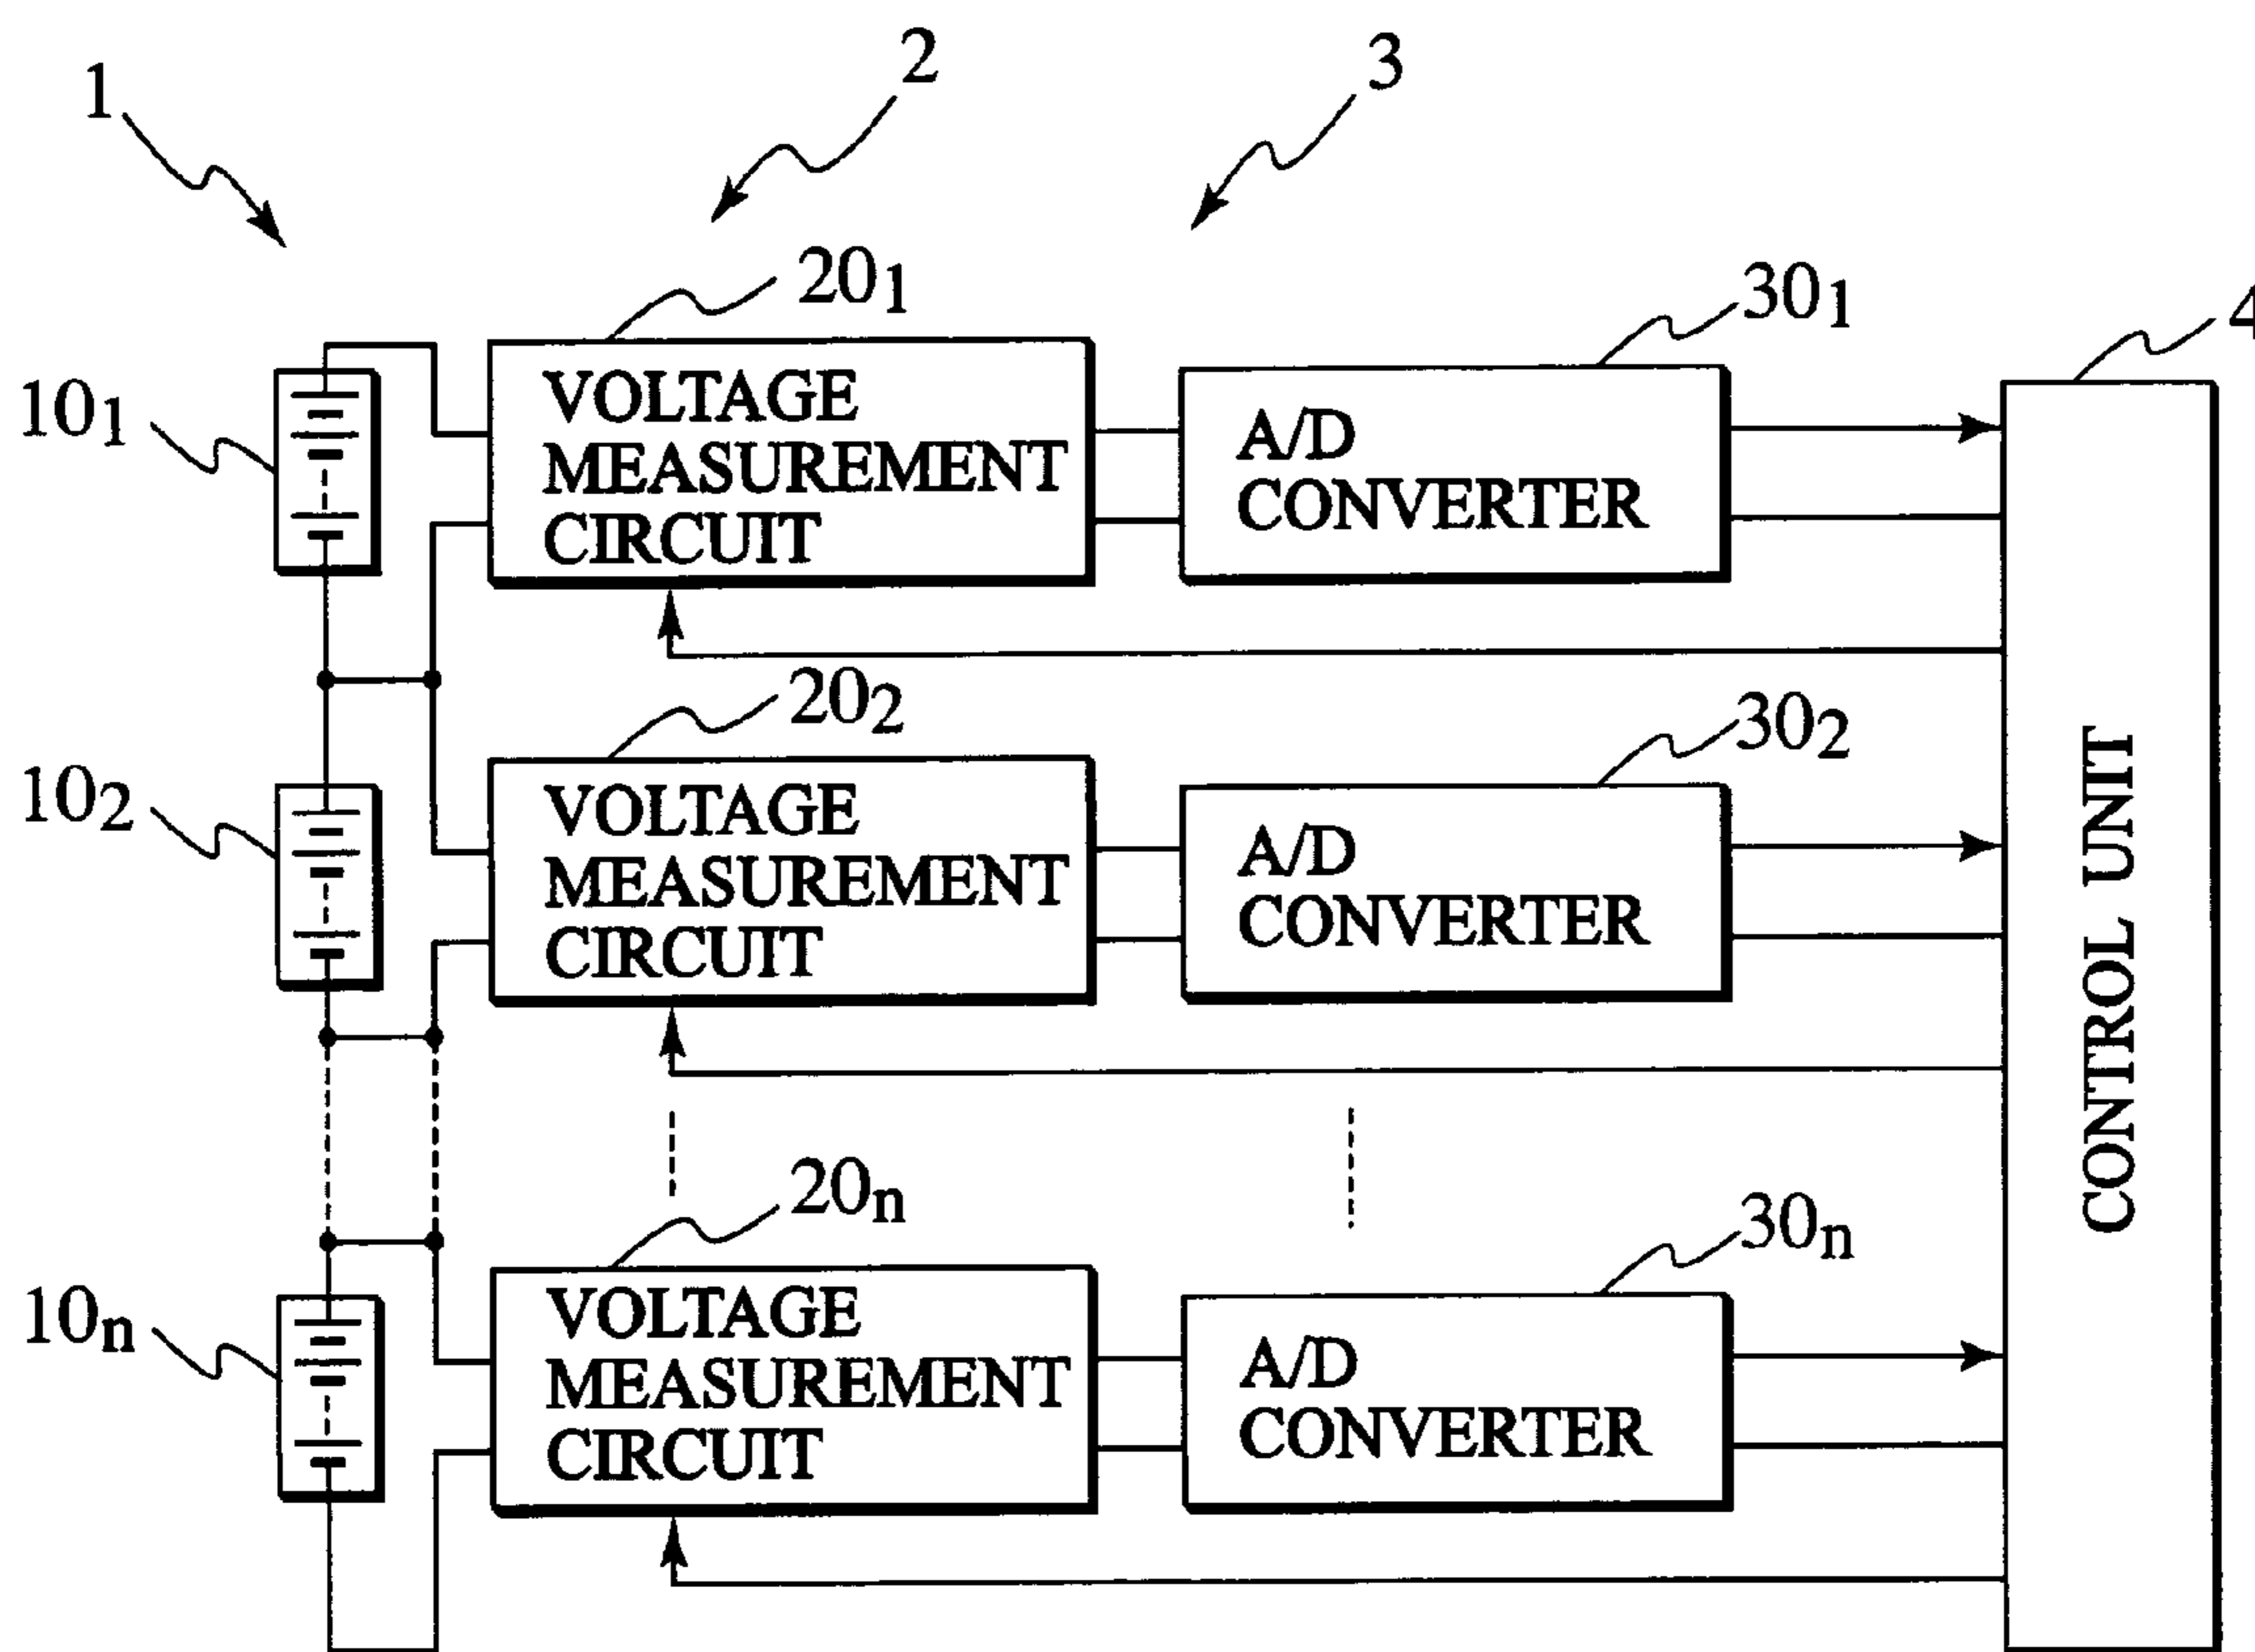 1
2
3
20₁
30₁
4
10₁
VOLTAGE
MEASUREMENT
CIRCUIT
A/D
CONVERTER
20₂
30₂
10₂
VOLTAGE
MEASUREMENT
CIRCUIT
A/D
CONVERTER
CONTROL UNIT
20ₙ
30ₙ
10ₙ
VOLTAGE
MEASUREMENT
CIRCUIT
A/D
CONVERTER